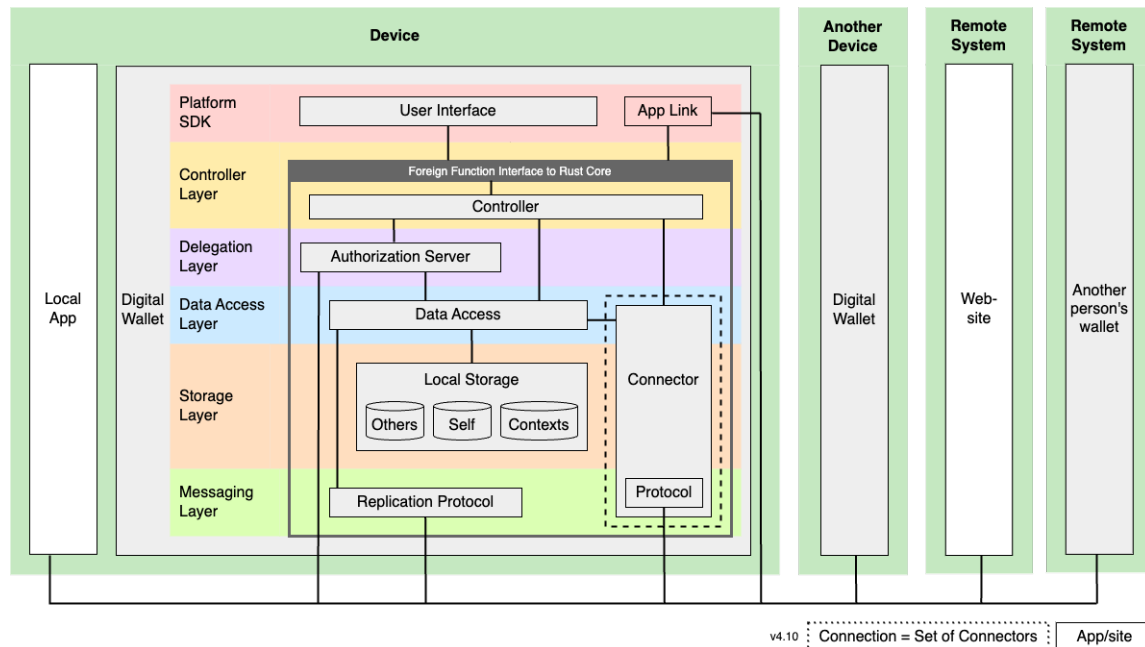 Device
Another
Device
Remote
System
Remote
System
Platform
SDK
User Interface
App Link
Foreign Function Interface to Rust Core
Controller
Layer
Controller
Delegation
Layer
Authorization Server
Local
App
Digital
Wallet
Data Access
Layer
Data Access
Digital
Wallet
Web-
site
Another
person's
wallet
Storage
Layer
Local Storage
Others
Self
Contexts
Connector
Messaging
Layer
Replication Protocol
Protocol
v4.10
Connection = Set of Connectors
App/site